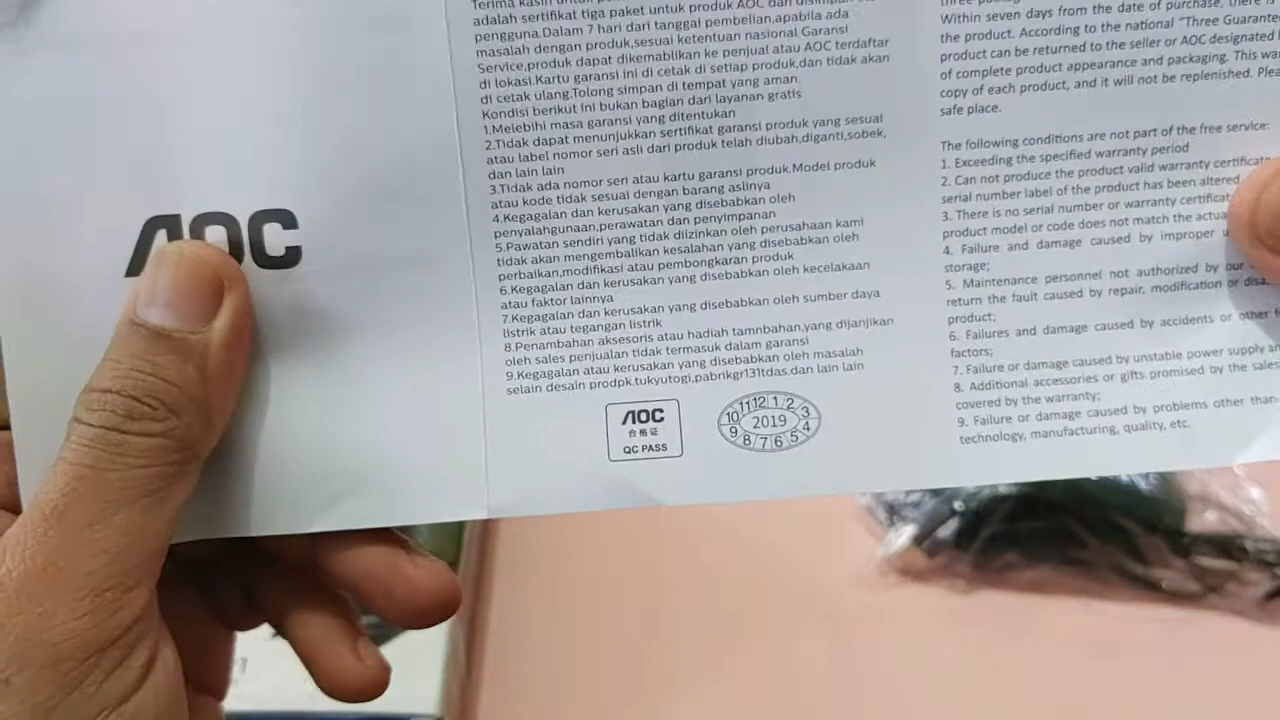 AOC
Terima kasih untuk
adalah sertifikat tiga paket untuk produk AOC dan disimpan
pengguna.Dalam 7 hari dari tanggal pembelian,apabila ada
masalah dengan produk,sesuai ketentuan nasional Garansi
Service,produk dapat dikemablikan ke penjual atau AOC terdaftar
di lokasi.Kartu garansi ini di cetak di setiap produk,dan tidak akan
di cetak ulang.Tolong simpan di tempat yang aman.
Kondisi berikut ini bukan bagian dari layanan gratis
1.Melebihi masa garansi yang ditentukan
2.Tidak dapat menunjukkan sertifikat garansi produk yang sesuai
atau label nomor seri asli dari produk telah diubah,diganti,sobek,
dan lain lain
3.Tidak ada nomor seri atau kartu garansi produk.Model produk
atau kode tidak sesuai dengan barang aslinya
4.Kegagalan dan kerusakan yang disebabkan oleh
penyalahgunaan,perawatan dan penyimpanan
5.Pawatan sendiri yang tidak diizinkan oleh perusahaan kami
tidak akan mengembalikan kesalahan yang disebabkan oleh
perbaikan,modifikasi atau pembongkaran produk
6.Kegagalan dan kerusakan yang disebabkan oleh kecelakaan
atau faktor lainnya
7.Kegagalan dan kerusakan yang disebabkan oleh sumber daya
listrik atau tegangan listrik
8.Penambahan aksesoris atau hadiah tamnbahan,yang dijanjikan
oleh sales penjualan tidak termasuk dalam garansi
9.Kegagalan atau kerusakan yang disebabkan oleh masalah
selain desain prodpk.tukyutogi,pabrikgr131tdas.dan lain lain
AOC
合格证
QC PASS
1 2 3 4 5 6 7 8 9 10 11 12
2019
Within seven days from the date of purchase, there is
the product. According to the national "Three Guarante
product can be returned to the seller or AOC designated
of complete product appearance and packaging. This wa
copy of each product, and it will not be replenished. Plea
safe place.
The following conditions are not part of the free service:
1. Exceeding the specified warranty period
2. Can not produce the product valid warranty certificate
serial number label of the product has been altered
3. There is no serial number or warranty certificat
product model or code does not match the actua
4. Failure and damage caused by improper u
storage;
5. Maintenance personnel not authorized by our
return the fault caused by repair, modification or disa
product;
6. Failures and damage caused by accidents or other f
factors;
7. Failure or damage caused by unstable power supply an
8. Additional accessories or gifts promised by the sales
covered by the warranty;
9. Failure or damage caused by problems other than
technology, manufacturing, quality, etc.